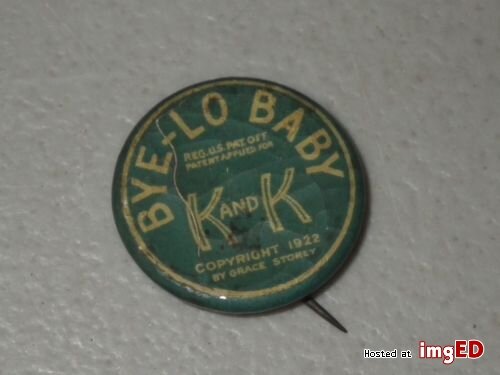 BYE-LO BABY
REG. U.S. PAT. OFF.
PATENT APPLIED FOR
K AND K
COPYRIGHT 1922
BY GRACE STOREY
Hosted at imgED